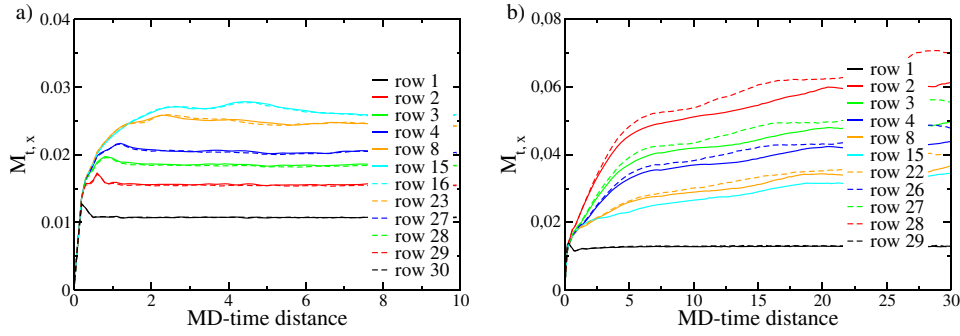 a)
0.04
0.03
0.02
0.01
0
M t, x
0 2 4 6 8 10
MD-time distance
row 1
row 2
row 3
row 4
row 8
row 15
row 16
row 23
row 27
row 28
row 29
row 30
b)
0,08
0.06
0.04
0.02
0
M t, x
0 5 10 15 20 25 30
MD-time distance
row 1
row 2
row 3
row 4
row 8
row 15
row 22
row 26
row 27
row 28
row 29